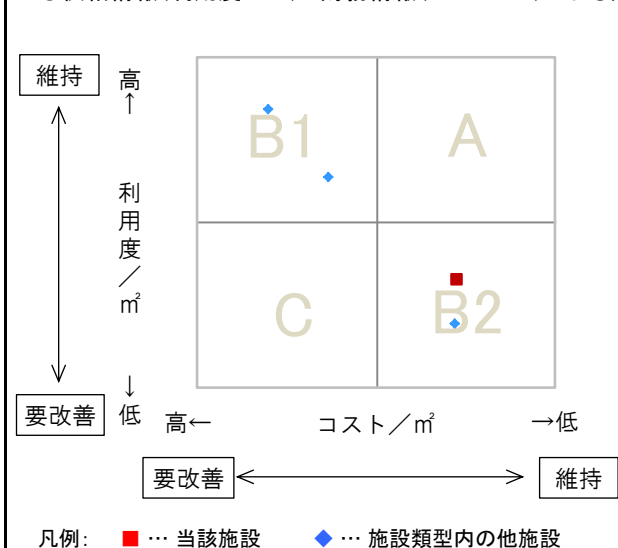 維持
高
↑
B1
A
利用度／㎡
C
B2
↓
要改善
低
高←
コスト／㎡
→低
要改善
維持
凡例: ■ … 当該施設 ◆ … 施設類型内の他施設